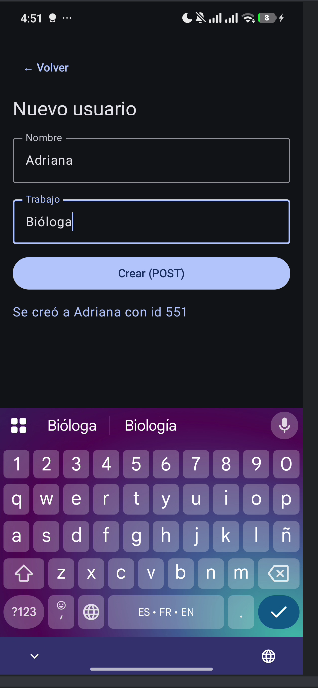 4:51
8
← Volver
Nuevo usuario
Nombre
Adriana
Trabajo
Bióloga
Crear (POST)
Se creó a Adriana con id 551
Bióloga Biología
1 2 3 4 5 6 7 8 9 0
q w e r t y u i o p
a s d f g h j k l ñ
z x c v b n m
?123 , ES • FR • EN .